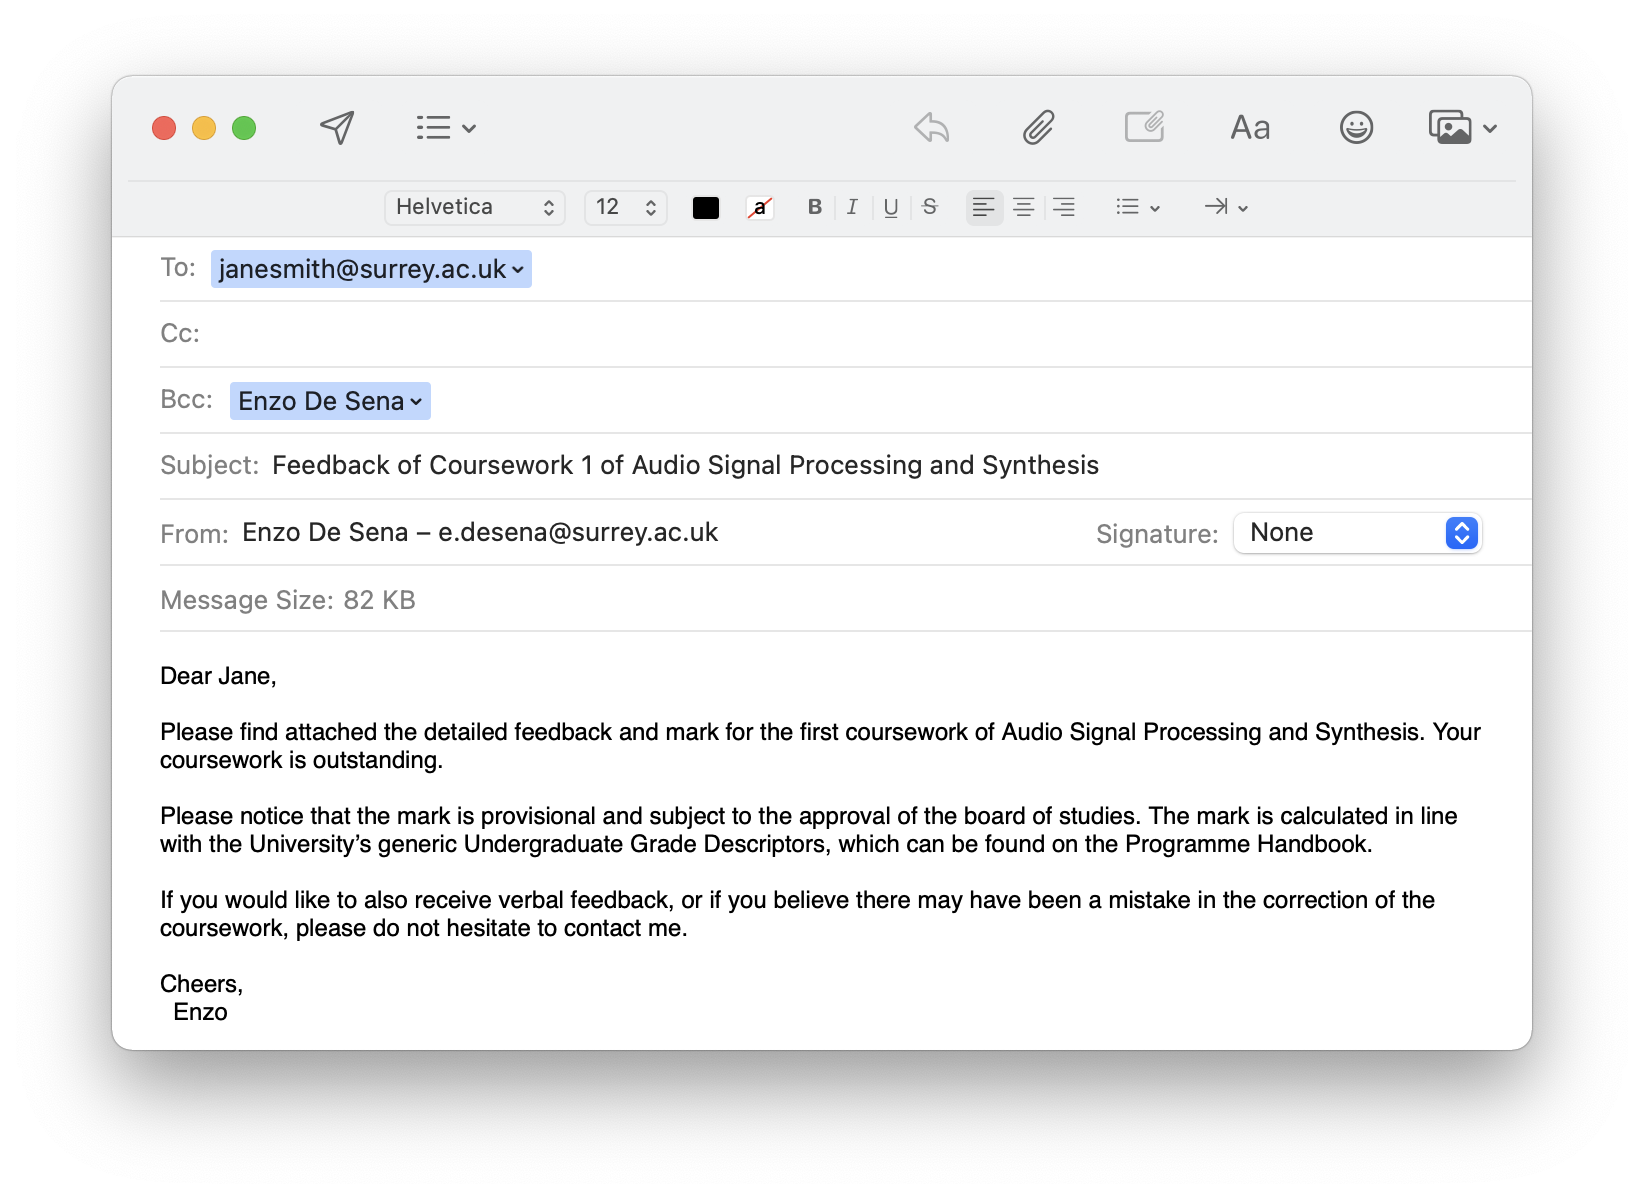 Aa
Helvetica 12 a B I U S
To: janesmith@surrey.ac.uk
Cc:
Bcc: Enzo De Sena
Subject: Feedback of Coursework 1 of Audio Signal Processing and Synthesis
From: Enzo De Sena – e.desena@surrey.ac.uk Signature: None
Message Size: 82 KB
Dear Jane,
Please find attached the detailed feedback and mark for the first coursework of Audio Signal Processing and Synthesis. Your
coursework is outstanding.
Please notice that the mark is provisional and subject to the approval of the board of studies. The mark is calculated in line
with the University’s generic Undergraduate Grade Descriptors, which can be found on the Programme Handbook.
If you would like to also receive verbal feedback, or if you believe there may have been a mistake in the correction of the
coursework, please do not hesitate to contact me.
Cheers,
Enzo